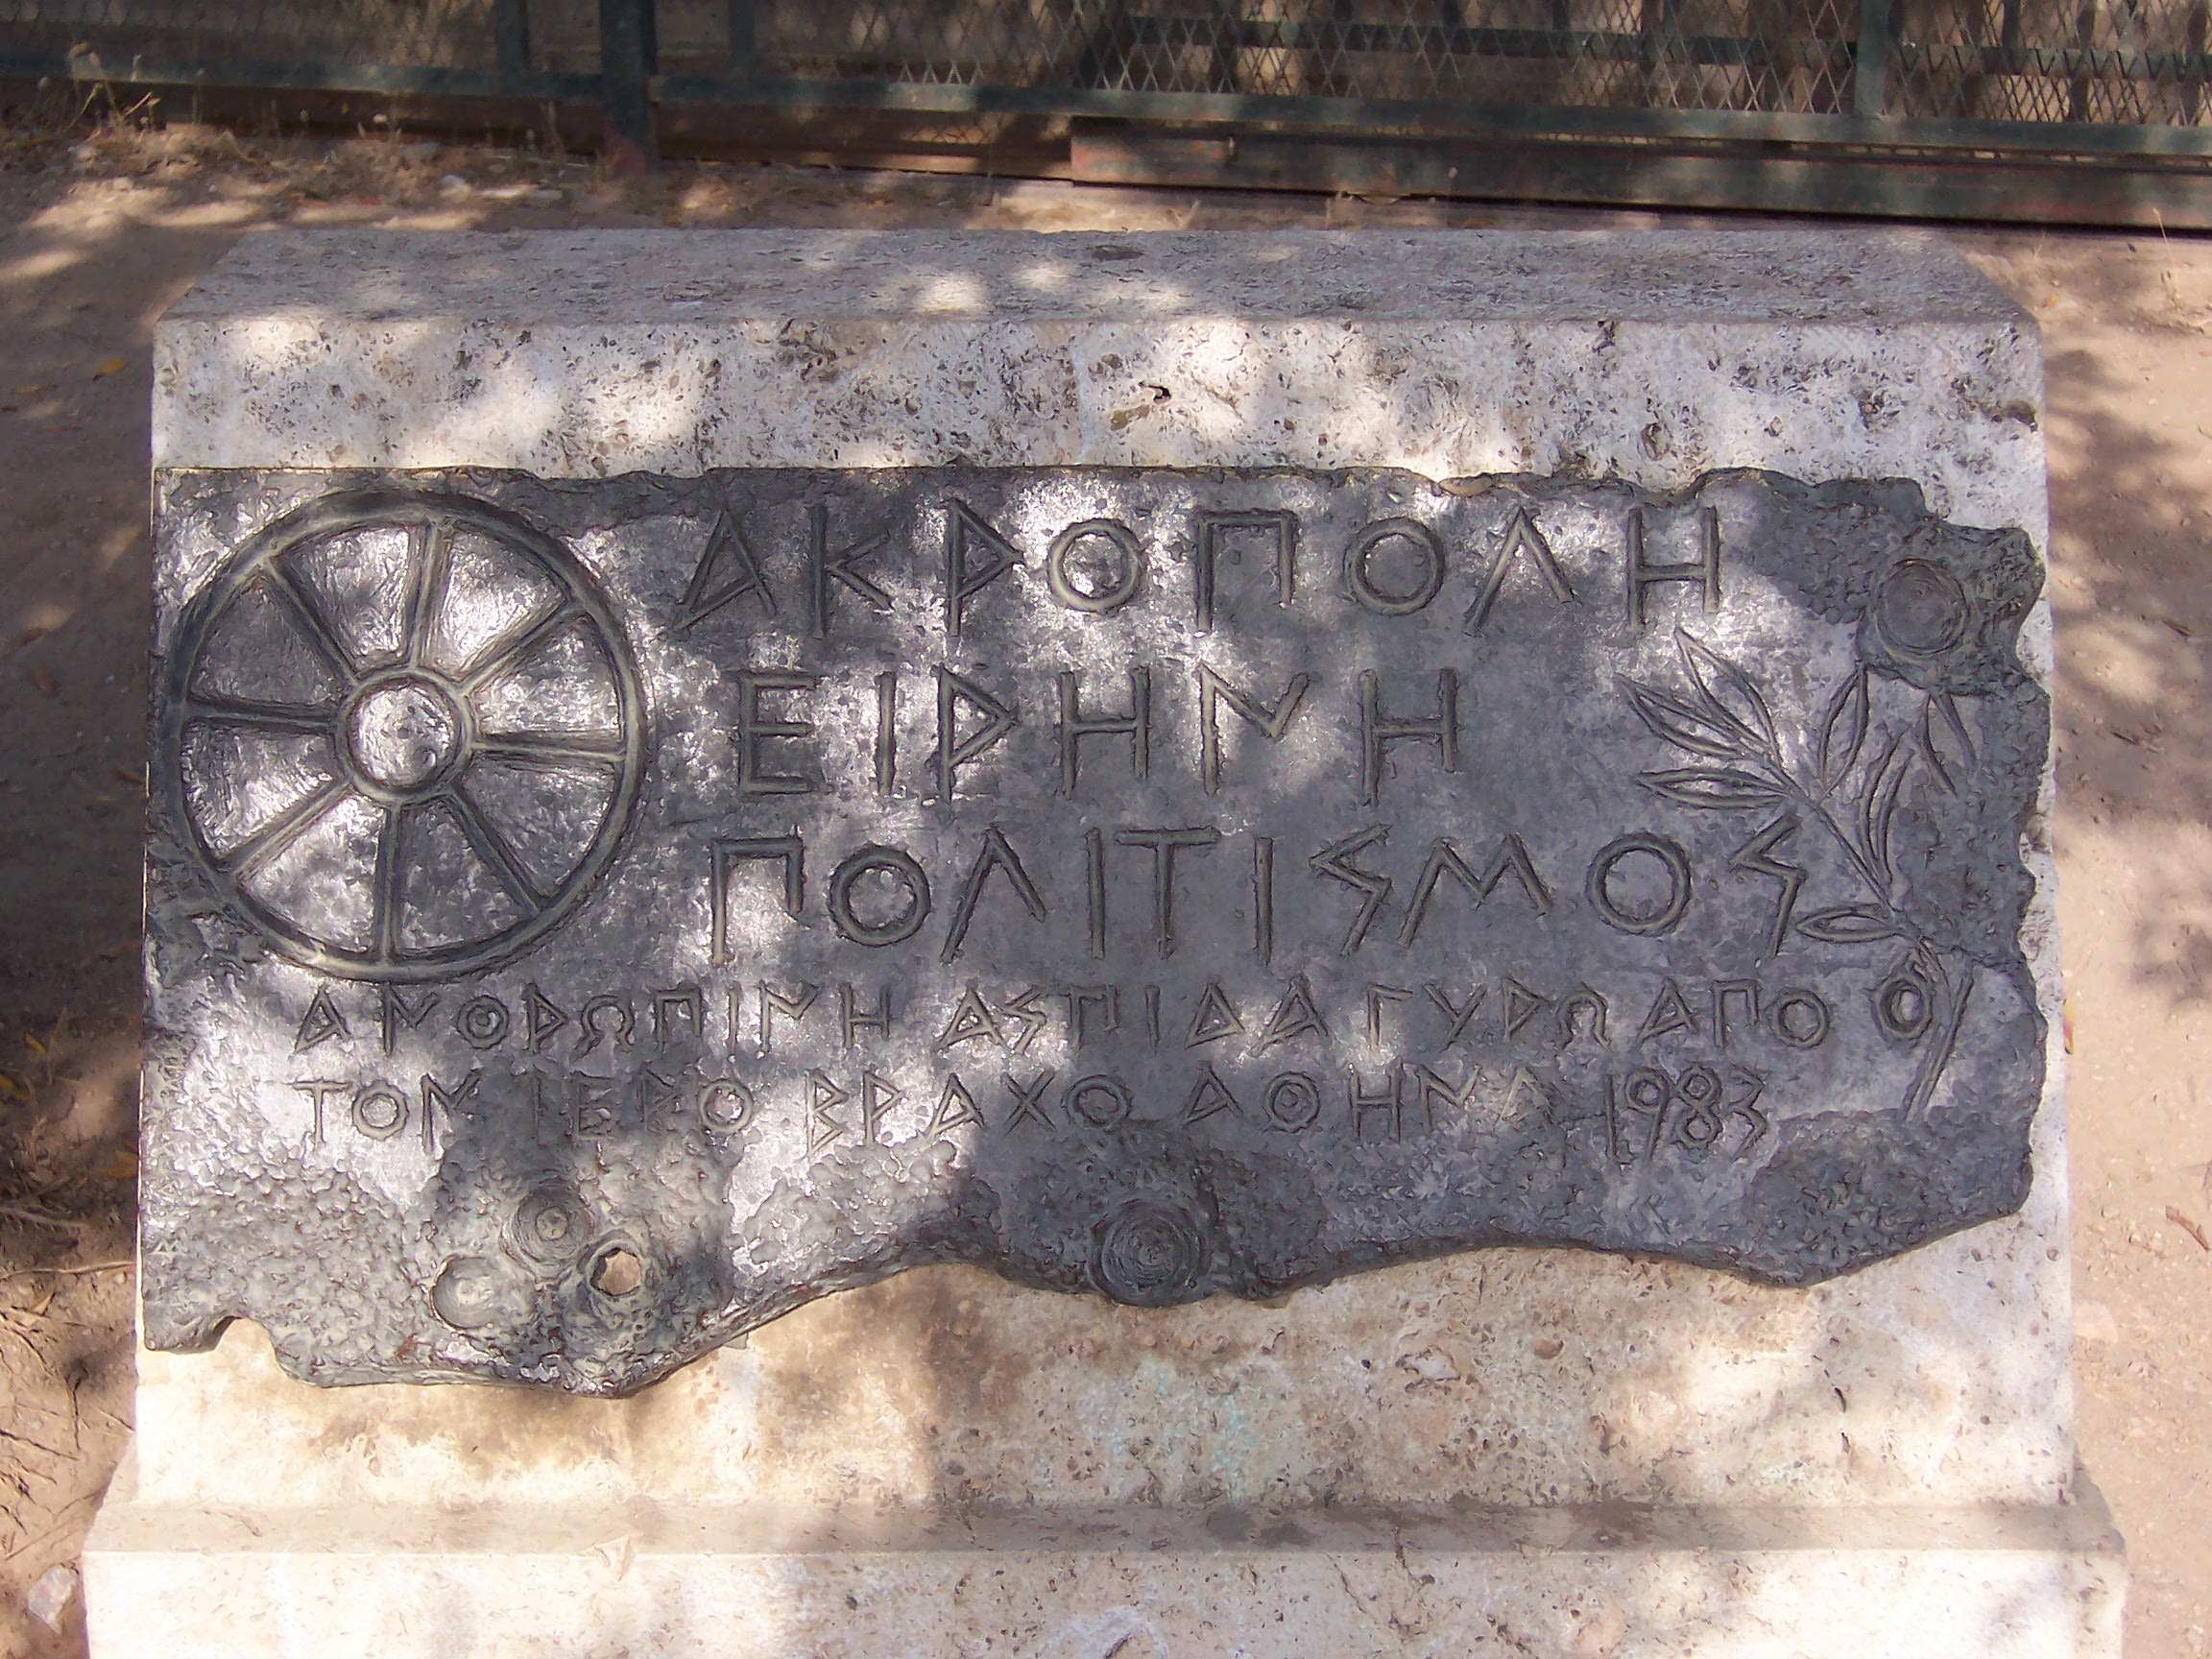 ΑΚΡΟΠΟΛΗ
ΕΙΡΗΝΗ
ΠΟΛΙΤΙΣΜΟΣ
ΑΝΘΡΩΠΙΝΗ ΑΣΠΙΔΑ ΓΥΡΩ ΑΠΟ
ΤΟΝ ΙΕΡΟ ΒΡΑΧΟ ΑΘΗΝΑ 1983